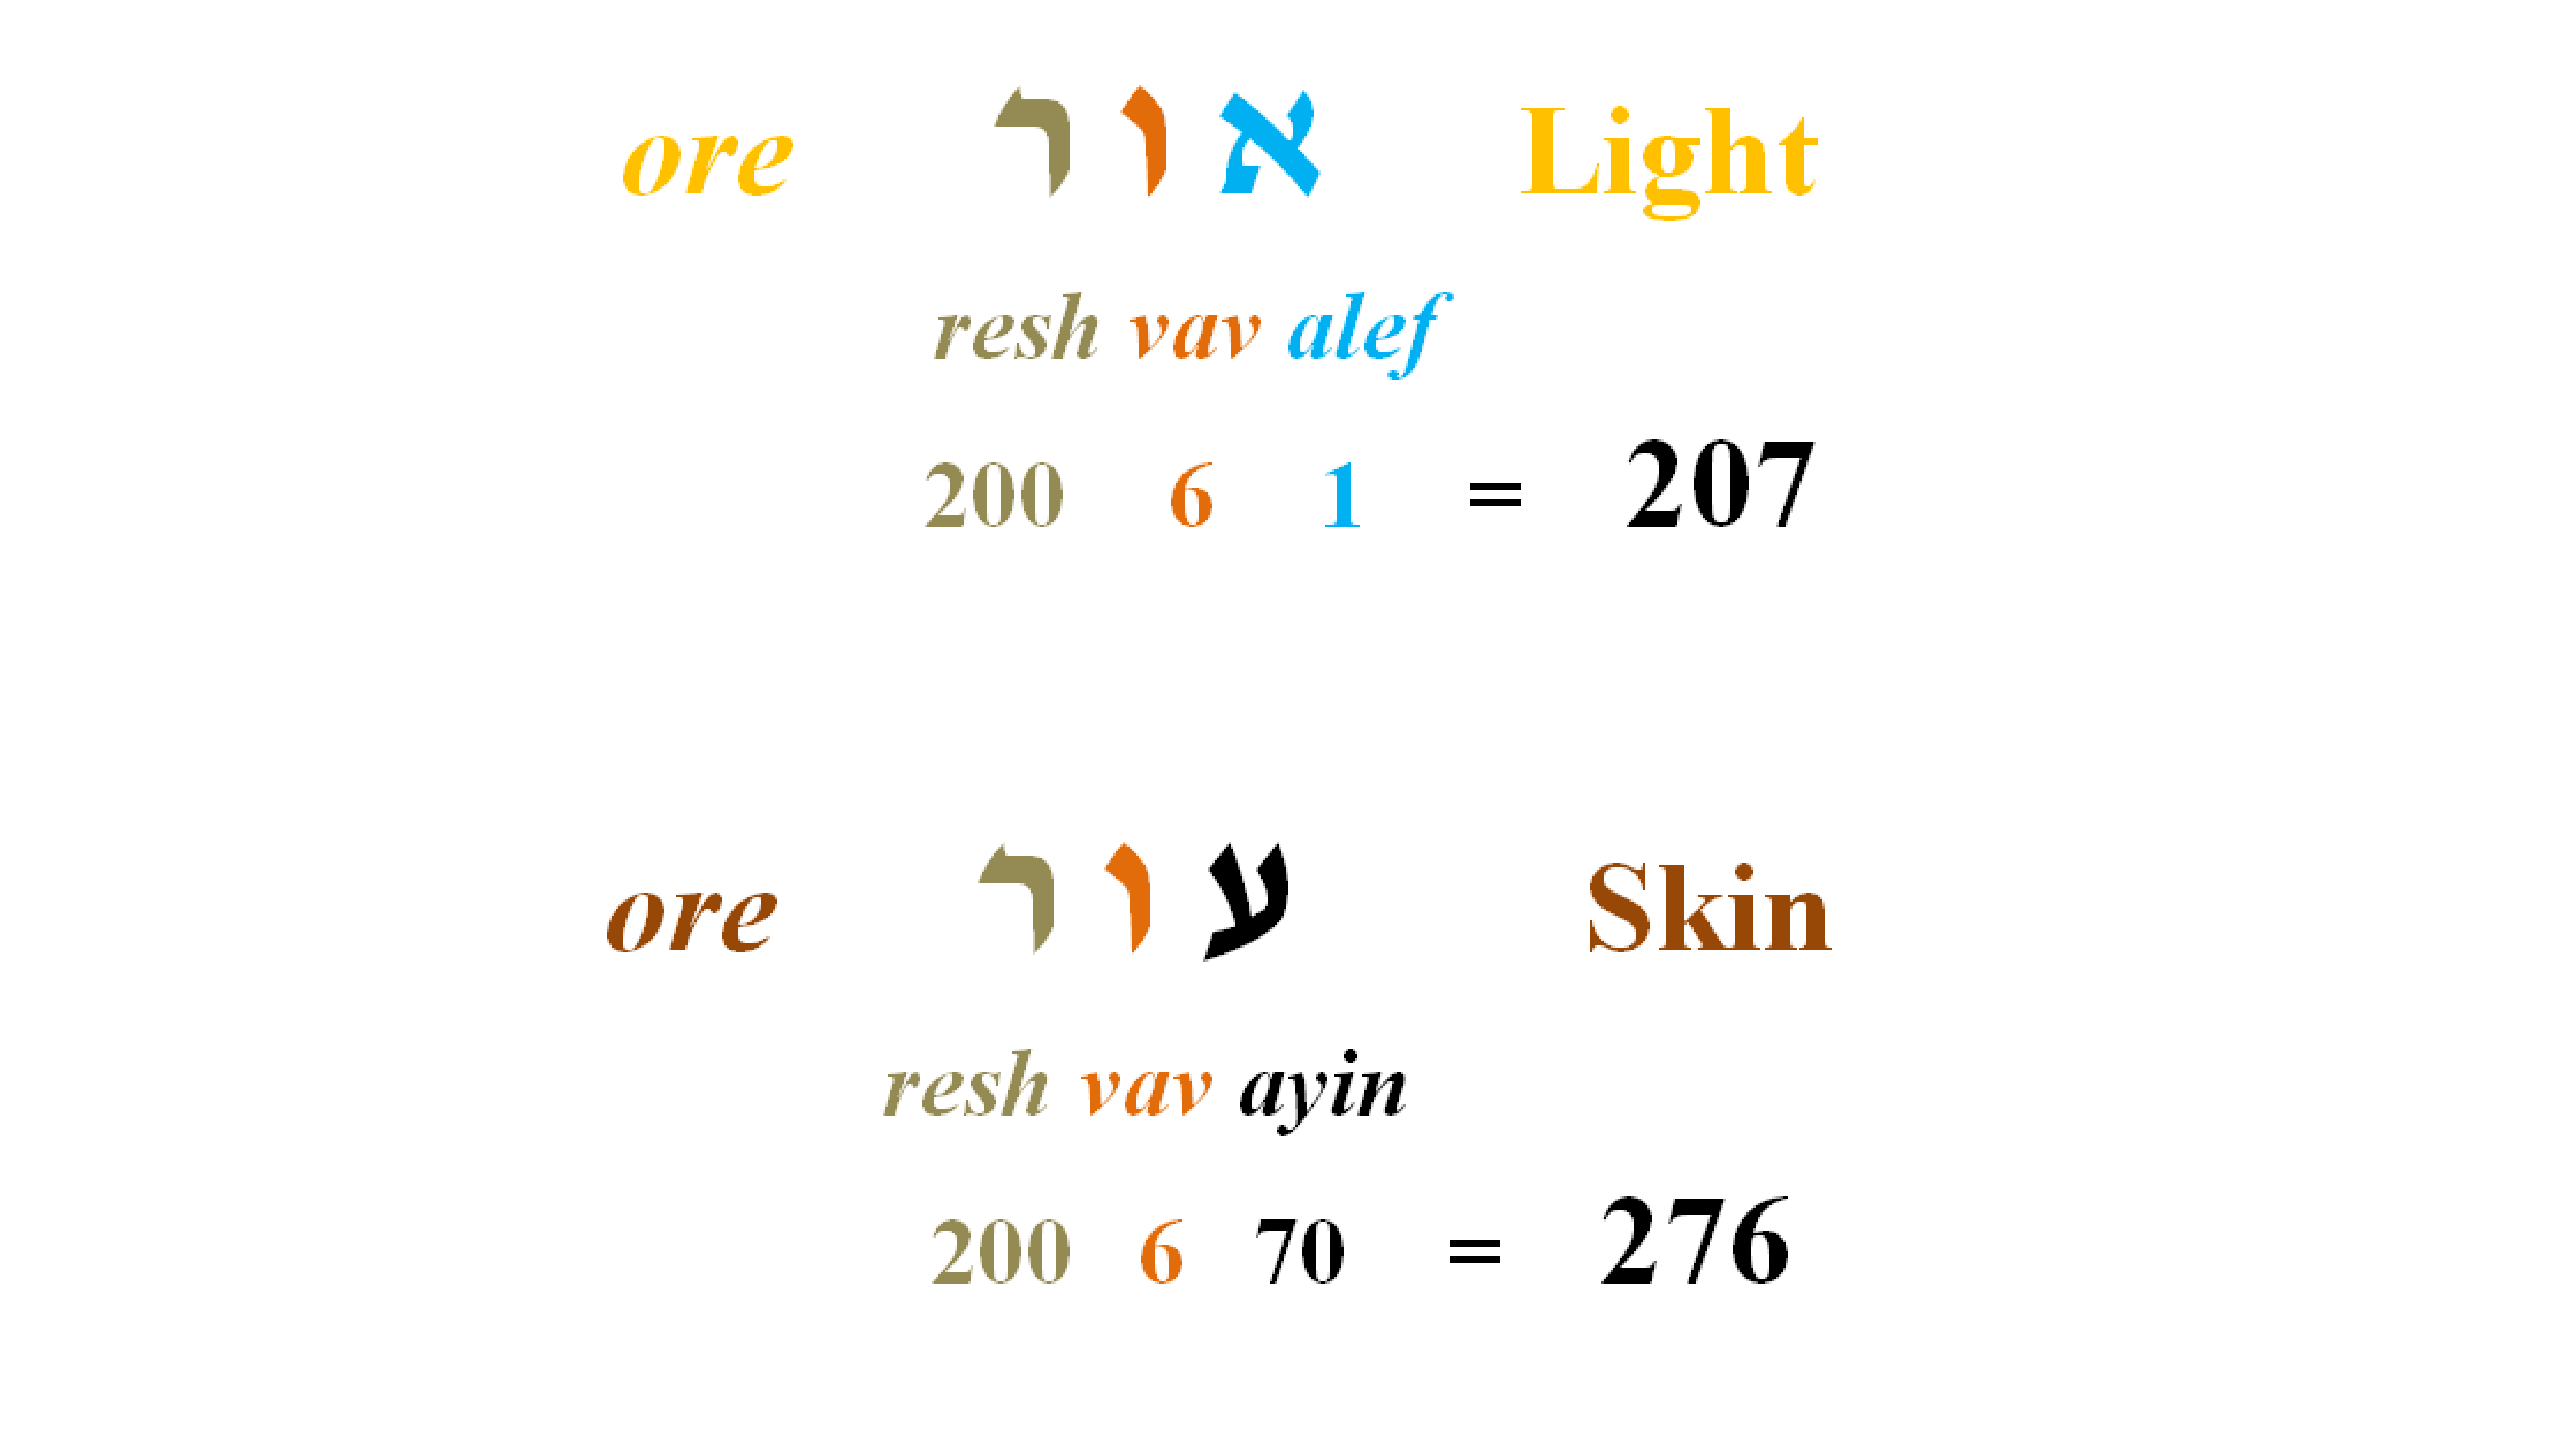 ore אור Light
resh vav alef
200 6 1 = 207
ore עור Skin
resh vav ayin
200 6 70 = 276